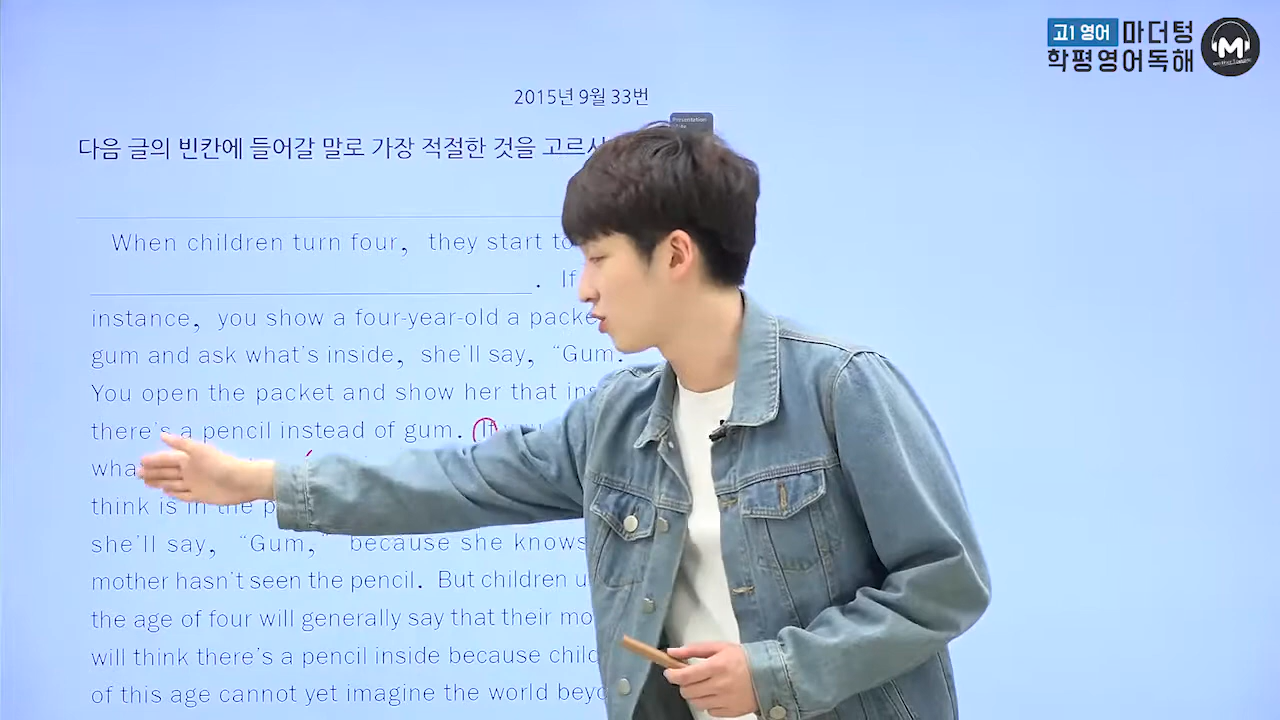 고1 영어 마더텅
학평영어독해
M
2015년 9월 33번
Presentation
다음 글의 빈칸에 들어갈 말로 가장 적절한 것을 고르시
When children turn four, they start to
. If
instance, you show a four-year-old a packe
gum and ask what's inside, she'll say, “Gum.
You open the packet and show her that ins
there's a pencil instead of gum. If you
wha
think is in the p
she'll say, “Gum,” because she knows
mother hasn't seen the pencil. But children u
the age of four will generally say that their mo
will think there's a pencil inside because child
of this age cannot yet imagine the world beyo